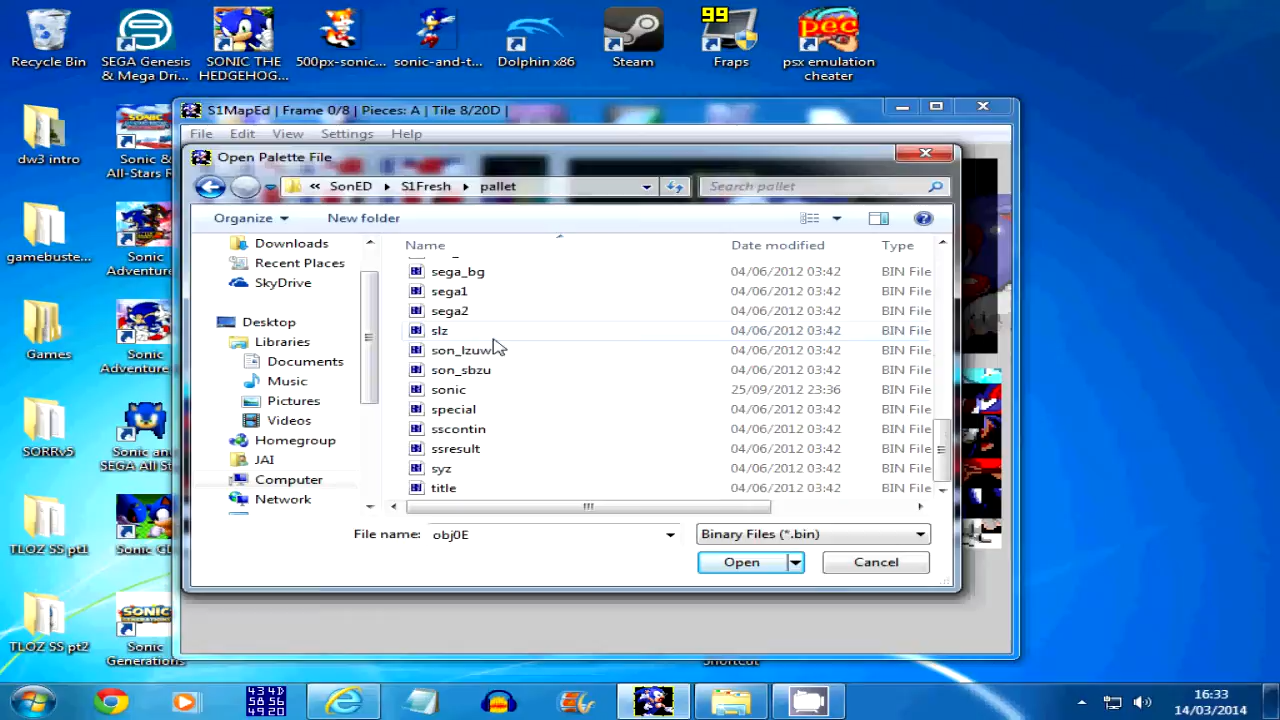 99
Recycle Bin
SEGA Genesis
& Mega Dri...
SONIC THE
HEDGEHOG...
500px-sonic...
sonic-and-t...
Dolphin x86
Steam
Fraps
pec
psx emulation
cheater
dw3 intro
Sonic &
All-Stars R
gamebuste...
Sonic
Adventure
Games
Sonic
Adventure
SORRv5
Sonic and
SEGA All St
TLOZ SS pt1
Sonic CD
TLOZ SS pt2
Sonic
Generations
S1MapEd | Frame 0/8 | Pieces: A | Tile 8/20D |
File Edit View Settings Help
Open Palette File
« SonED S1Fresh pallet
Search pallet
Organize New folder
Downloads
Recent Places
SkyDrive
Desktop
Libraries
Documents
Music
Pictures
Videos
Homegroup
JAI
Computer
Network
Name Date modified Type
sega_bg 04/06/2012 03:42 BIN File
sega1 04/06/2012 03:42 BIN File
sega2 04/06/2012 03:42 BIN File
slz 04/06/2012 03:42 BIN File
son_lzuw 04/06/2012 03:42 BIN File
son_sbzu 04/06/2012 03:42 BIN File
sonic 25/09/2012 23:36 BIN File
special 04/06/2012 03:42 BIN File
sscontin 04/06/2012 03:42 BIN File
ssresult 04/06/2012 03:42 BIN File
syz 04/06/2012 03:42 BIN File
title 04/06/2012 03:42 BIN File
File name: obj0E Binary Files (*.bin)
Open Cancel
434D
5856
4920
16:33
14/03/2014